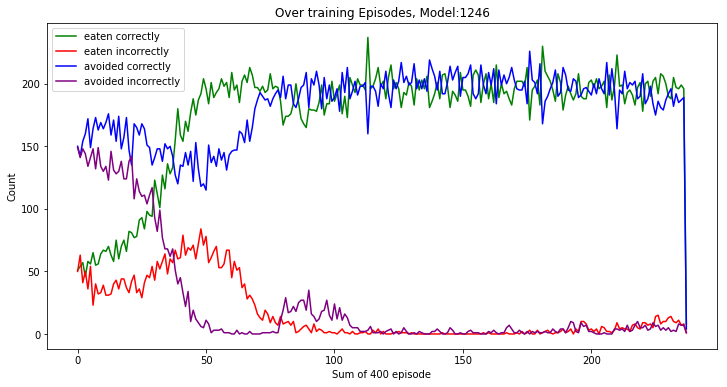 Over training Episodes, Model:1246
eaten correctly
eaten incorrectly
avoided correctly
avoided incorrectly
Count
200
150
100
50
0
0
50
100
150
200
Sum of 400 episode